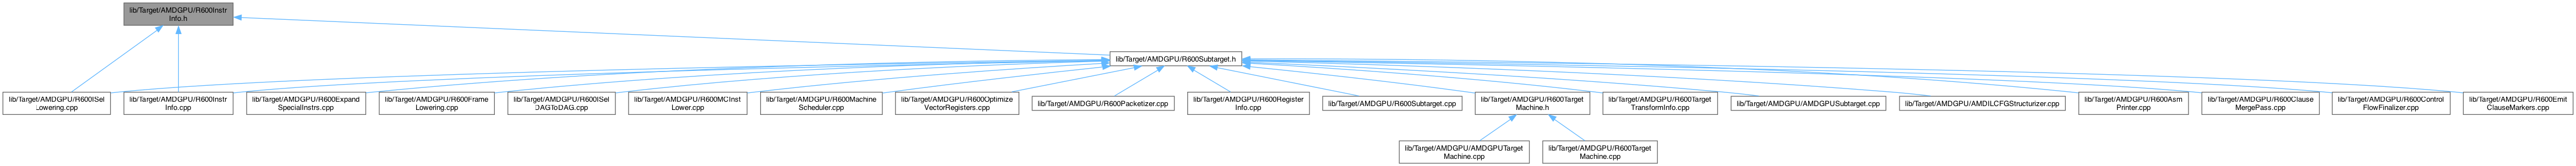 lib/Target/AMDGPU/R600Instr
Info.h
lib/Target/AMDGPU/R600Subtarget.h
lib/Target/AMDGPU/R600ISel
Lowering.cpp
lib/Target/AMDGPU/R600Instr
Info.cpp
lib/Target/AMDGPU/R600Expand
SpecialInstrs.cpp
lib/Target/AMDGPU/R600Frame
Lowering.cpp
lib/Target/AMDGPU/R600ISel
DAGToDAG.cpp
lib/Target/AMDGPU/R600MCInst
Lower.cpp
lib/Target/AMDGPU/R600Machine
Scheduler.cpp
lib/Target/AMDGPU/R600Optimize
VectorRegisters.cpp
lib/Target/AMDGPU/R600Packetizer.cpp
lib/Target/AMDGPU/R600Register
Info.cpp
lib/Target/AMDGPU/R600Subtarget.cpp
lib/Target/AMDGPU/R600Target
Machine.h
lib/Target/AMDGPU/R600Target
TransformInfo.cpp
lib/Target/AMDGPU/AMDGPUSubtarget.cpp
lib/Target/AMDGPU/AMDILCFGStructurizer.cpp
lib/Target/AMDGPU/R600Asm
Printer.cpp
lib/Target/AMDGPU/R600Clause
MergePass.cpp
lib/Target/AMDGPU/R600Control
FlowFinalizer.cpp
lib/Target/AMDGPU/R600Emit
ClauseMarkers.cpp
lib/Target/AMDGPU/AMDGPUTarget
Machine.cpp
lib/Target/AMDGPU/R600Target
Machine.cpp